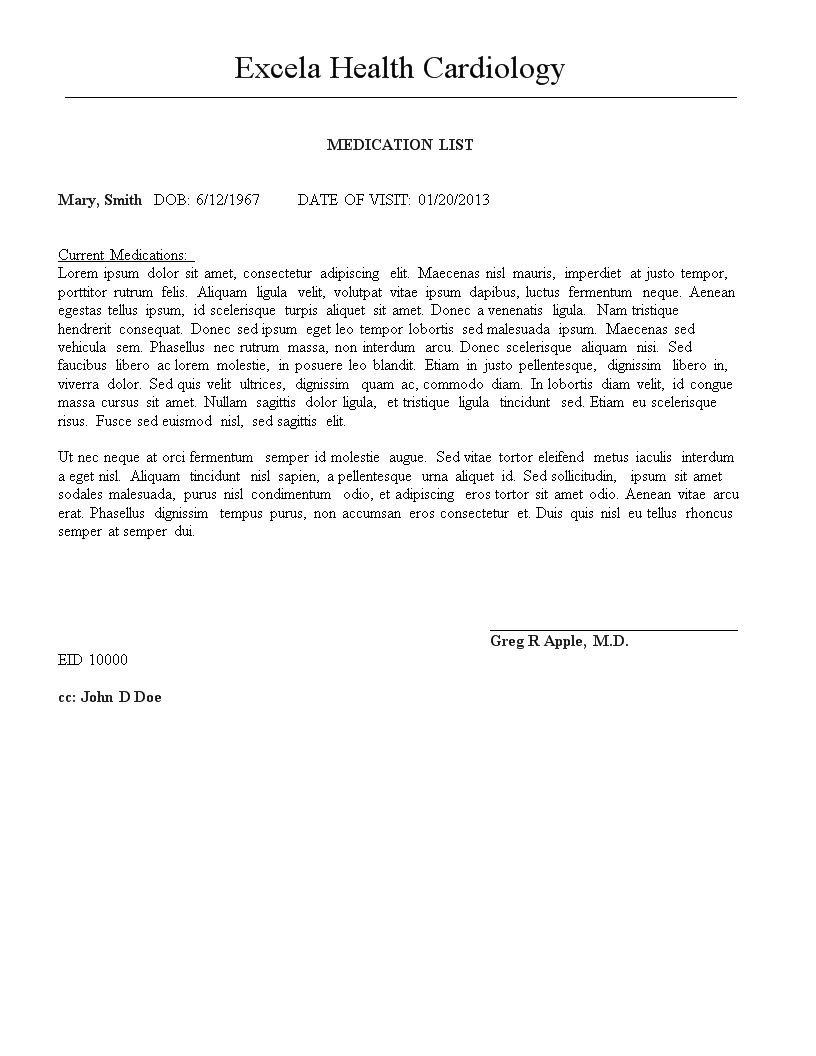 Excela Health Cardiology
MEDICATION LIST
Mary, Smith DOB: 6/12/1967 DATE OF VISIT: 01/20/2013
Current Medications:
Lorem ipsum dolor sit amet, consectetur adipiscing elit. Maecenas nisl mauris, imperdiet at justo tempor,
porttitor rutrum felis. Aliquam ligula velit, volutpat vitae ipsum dapibus, luctus fermentum neque. Aenean
egestas tellus ipsum, id scelerisque turpis aliquet sit amet. Donec a venenatis ligula. Nam tristique
hendrerit consequat. Donec sed ipsum eget leo tempor lobortis sed malesuada ipsum. Maecenas sed
vehicula sem. Phasellus nec rutrum massa, non interdum arcu. Donec scelerisque aliquam nisi. Sed
faucibus libero ac lorem molestie, in posuere leo blandit. Etiam in justo pellentesque, dignissim libero in,
viverra dolor. Sed quis velit ultrices, dignissim quam ac, commodo diam. In lobortis diam velit, id congue
massa cursus sit amet. Nullam sagittis dolor ligula, et tristique ligula tincidunt sed. Etiam eu scelerisque
risus. Fusce sed euismod nisl, sed sagittis elit.
Ut nec neque at orci fermentum semper id molestie augue. Sed vitae tortor eleifend metus iaculis interdum
a eget nisl. Aliquam tincidunt nisl sapien, a pellentesque urna aliquet id. Sed sollicitudin, ipsum sit amet
sodales malesuada, purus nisl condimentum odio, et adipiscing eros tortor sit amet odio. Aenean vitae arcu
erat. Phasellus dignissim tempus purus, non accumsan eros consectetur et. Duis quis nisl eu tellus rhoncus
semper at semper dui.
Greg R Apple, M.D.
EID 10000
cc: John D Doe